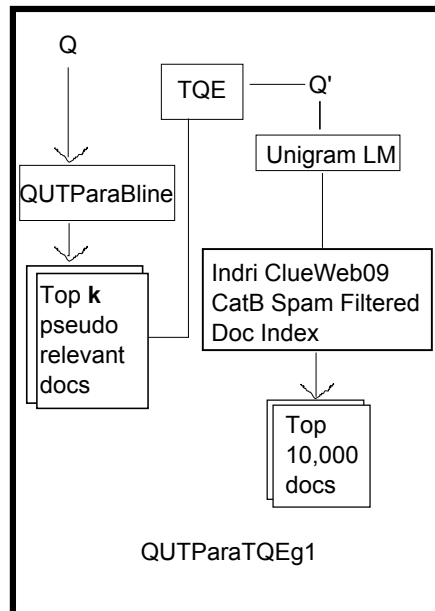 Q
TQE
Q'
Unigram LM
QUTParaBline
Top k
pseudo
relevant
docs
Indri ClueWeb09
CatB Spam Filtered
Doc Index
Top
10,000
docs
QUTParaTQEg1